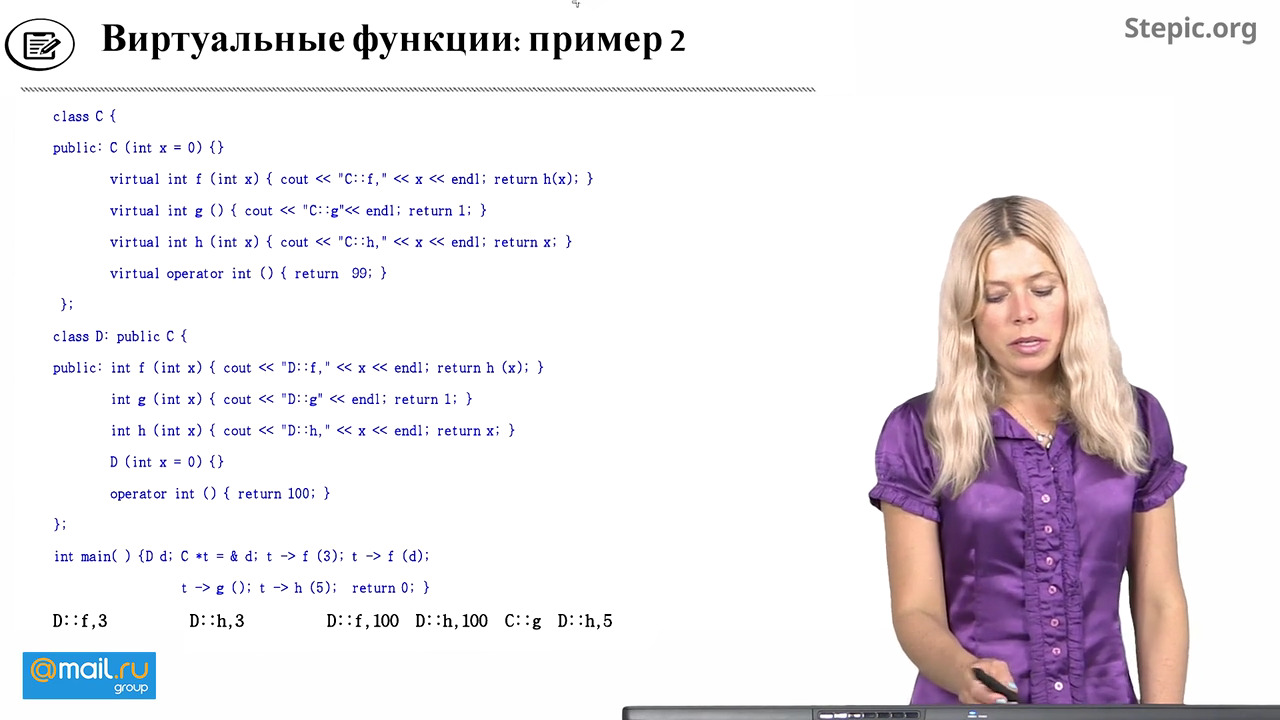 Виртуальные функции: пример 2
Stepic.org
class C {
public: C (int x = 0) {}
virtual int f (int x) { cout << "C::f," << x << endl; return h(x); }
virtual int g () { cout << "C::g"<< endl; return 1; }
virtual int h (int x) { cout << "C::h," << x << endl; return x; }
virtual operator int () { return 99; }
};
class D: public C {
public: int f (int x) { cout << "D::f," << x << endl; return h (x); }
int g (int x) { cout << "D::g" << endl; return 1; }
int h (int x) { cout << "D::h," << x << endl; return x; }
D (int x = 0) {}
operator int () { return 100; }
};
int main( ) {D d; C *t = & d; t -> f (3); t -> f (d);
t -> g (); t -> h (5); return 0; }
D::f,3 D::h,3 D::f,100 D::h,100 C::g D::h,5
@mail.ru
group